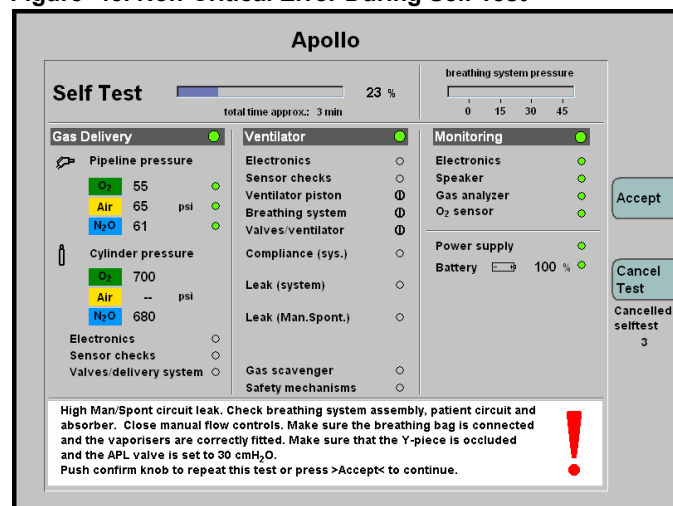 Apollo
Self Test
23 %
total time approx.: 3 min
breathing system pressure
0 15 30 45
Gas Delivery
Pipeline pressure
O2 55
Air 65 psi
N2O 61
Cylinder pressure
O2 700
Air -- psi
N2O 680
Electronics
Sensor checks
Valves/delivery system
Ventilator
Electronics
Sensor checks
Ventilator piston
Breathing system
Valves/ventilator
Compliance (sys.)
Leak (system)
Leak (Man.Spont.)
Gas scavenger
Safety mechanisms
Monitoring
Electronics
Speaker
Gas analyzer
O2 sensor
Power supply
Battery 100 %
Accept
Cancel
Test
Cancelled
selftest
3
High Man/Spont circuit leak. Check breathing system assembly, patient circuit and
absorber. Close manual flow controls. Make sure the breathing bag is connected
and the vaporisers are correctly fitted. Make sure that the Y-piece is occluded
and the APL valve is set to 30 cmH2O.
Push confirm knob to repeat this test or press >Accept< to continue.
!